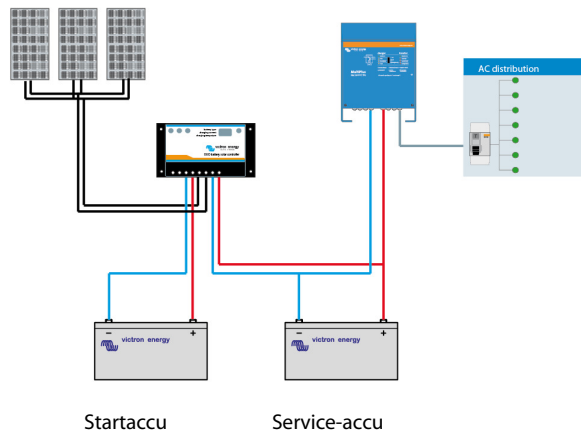 AC distribution
victron energy
MultiPlus
victron energy
victron energy
- +
- +
Startaccu
Service-accu